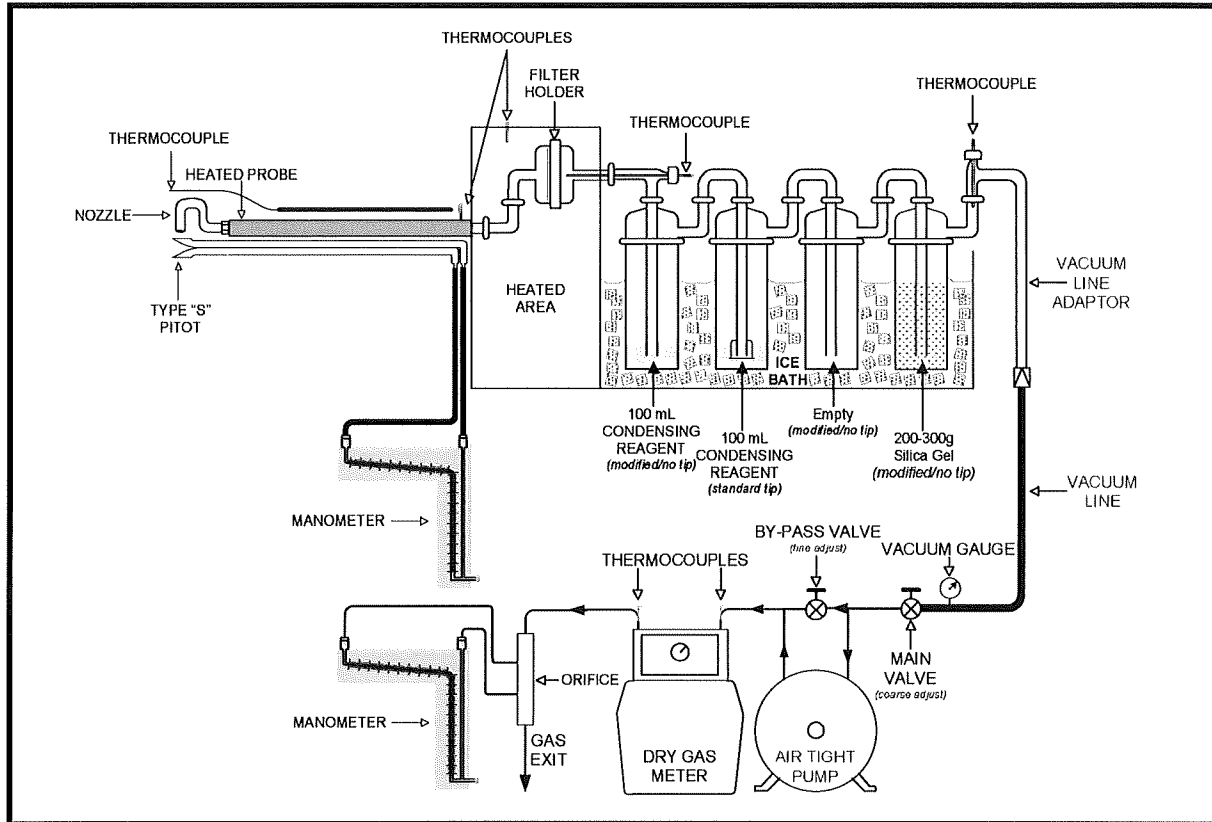 THERMOCOUPLES
FILTER
HOLDER
THERMOCOUPLE
THERMOCOUPLE
THERMOCOUPLE
HEATED PROBE
NOZZLE
TYPE "S"
PITOT
HEATED
AREA
VACUUM
LINE
ADAPTOR
ICE
BATH
100 mL
CONDENSING
REAGENT
(modified/no tip)
100 mL
CONDENSING
REAGENT
(standard tip)
Empty
(modified/no tip)
200-300g
Silica Gel
(modified/no tip)
VACUUM
LINE
MANOMETER
BY-PASS VALVE
(fine adjust)
VACUUM GAUGE
THERMOCOUPLES
MAIN
VALVE
(coarse adjust)
ORIFICE
MANOMETER
GAS
EXIT
DRY GAS
METER
AIR TIGHT
PUMP